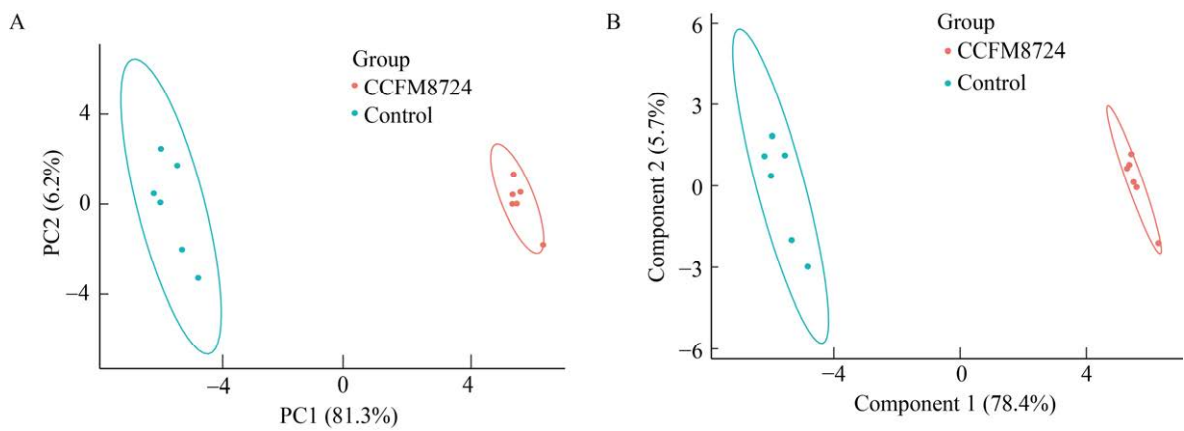 A
Group
CCFM8724
Control
4
0
−4
PC2 (6.2%)
−4
0
4
PC1 (81.3%)
B
Group
CCFM8724
Control
6
3
0
−3
−6
Component 2 (5.7%)
−4
0
4
Component 1 (78.4%)